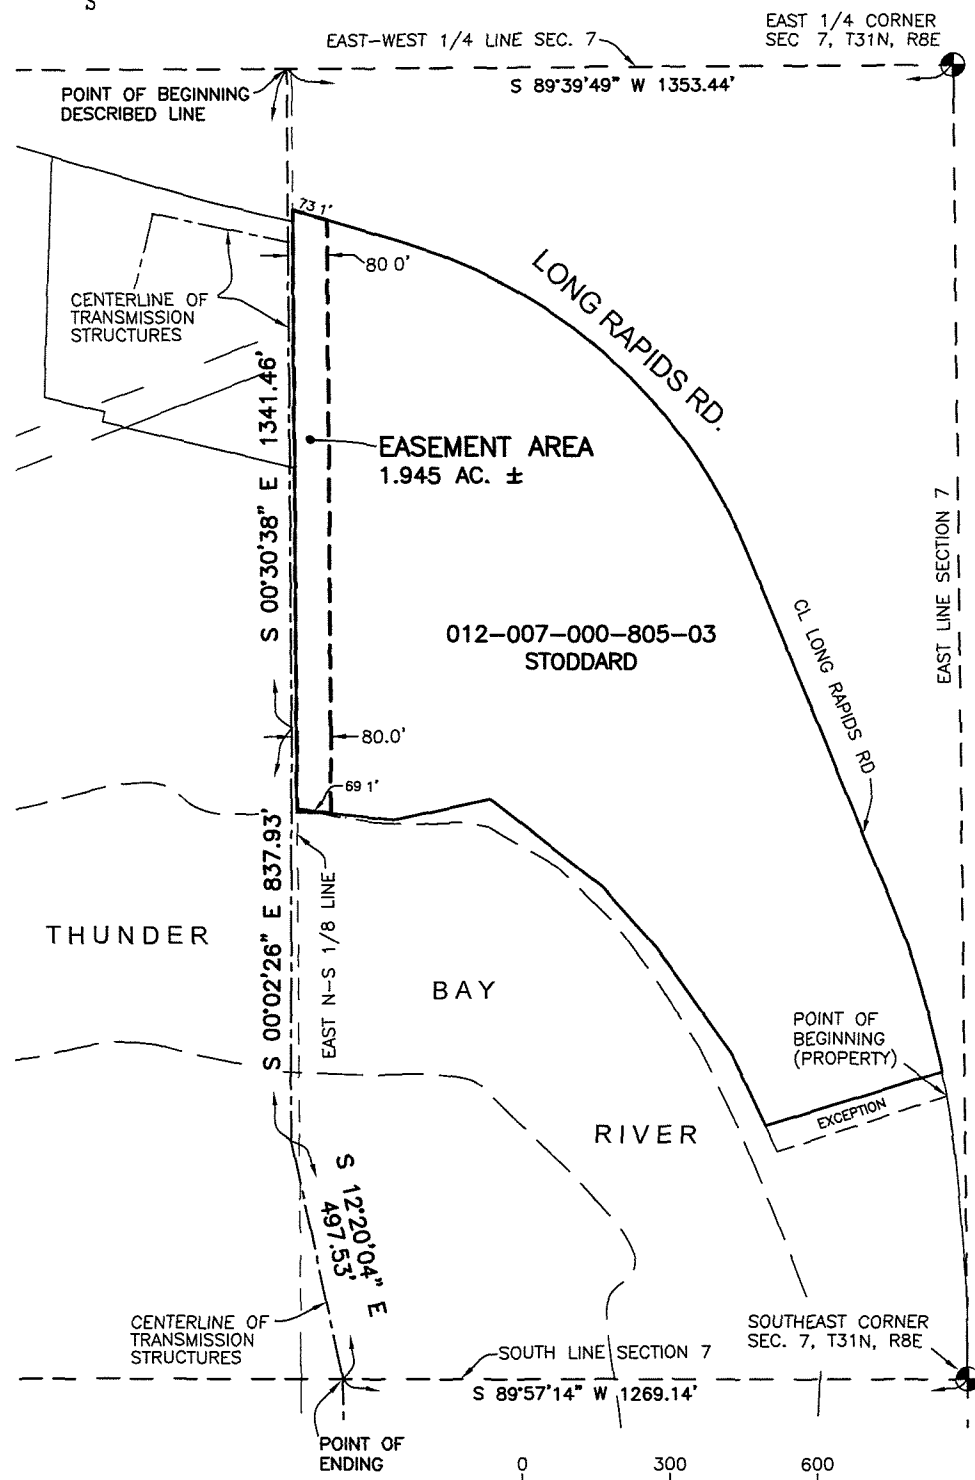 S
EAST-WEST 1/4 LINE SEC. 7
EAST 1/4 CORNER
SEC 7, T31N, R8E
S 89°39'49" W 1353.44'
POINT OF BEGINNING
DESCRIBED LINE
73 1'
80 0'
LONG RAPIDS RD.
CENTERLINE OF
TRANSMISSION
STRUCTURES
S 00°30'38" E 1341.46'
EASEMENT AREA
1.945 AC. ±
EAST LINE SECTION 7
012-007-000-805-03
STODDARD
CL LONG RAPIDS RD
80.0'
69 1'
S 00°02'26" E 837.93'
EAST N-S 1/8 LINE
THUNDER
BAY
RIVER
POINT OF
BEGINNING
(PROPERTY)
EXCEPTION
S 12°20'04" E
497.53'
CENTERLINE OF
TRANSMISSION
STRUCTURES
SOUTHEAST CORNER
SEC. 7, T31N, R8E
SOUTH LINE SECTION 7
S 89°57'14" W 1269.14'
POINT OF
ENDING
0 300 600